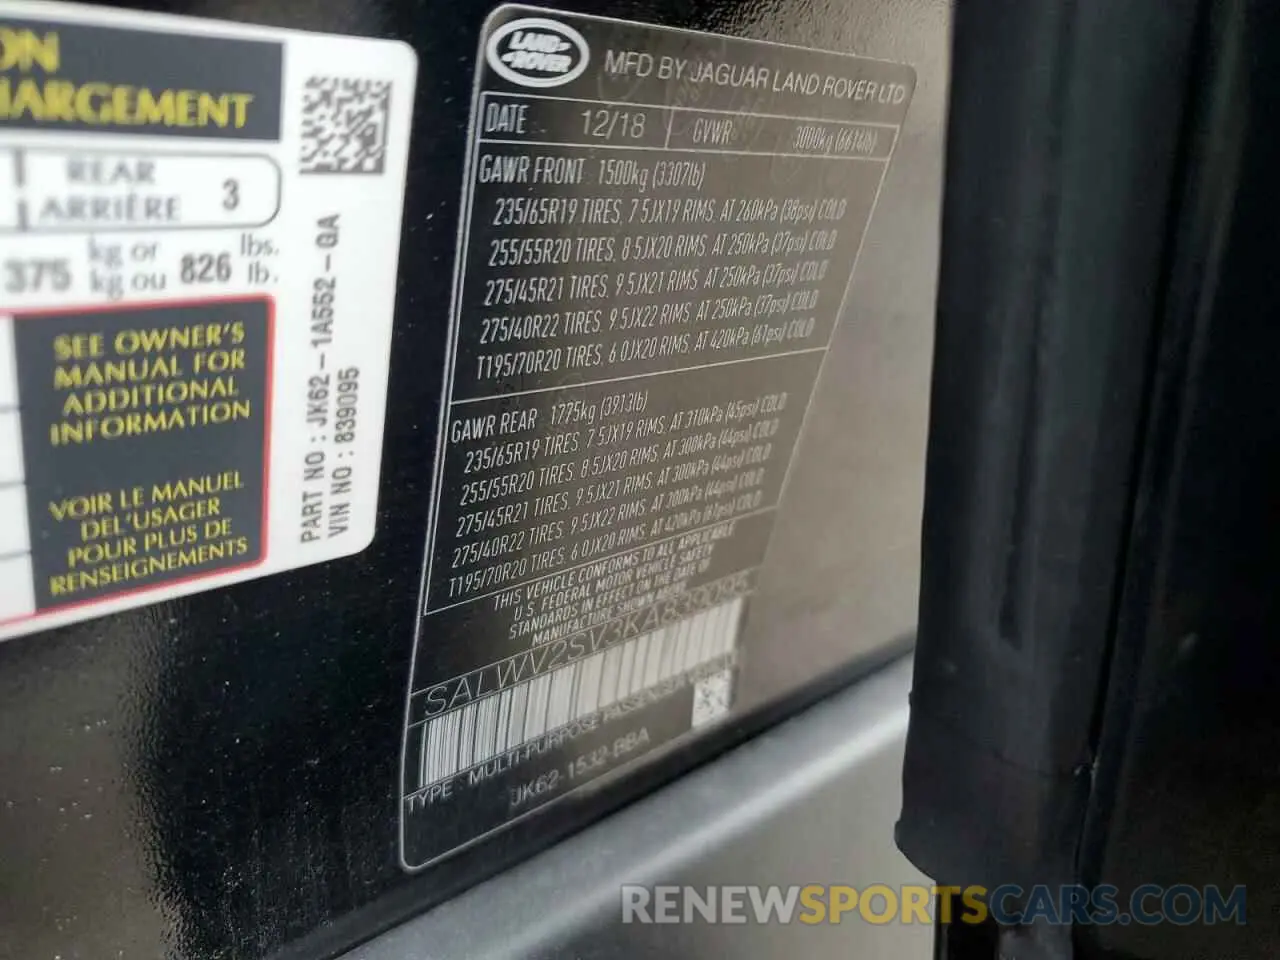 ON
HARGEMENT
REAR
ARRIÈRE 3
375 kg or 826 lbs.
kg ou lb.
SEE OWNER'S
MANUAL FOR
ADDITIONAL
INFORMATION
VOIR LE MANUEL
DEL'USAGER
POUR PLUS DE
RENSEIGNEMENTS
PART NO : JK62-1A552-GA
VIN NO : 839095
LAND-
-ROVER
MFD BY JAGUAR LAND ROVER LTD
DATE 12/18 GVWR 3000kg (6614lb)
GAWR FRONT 1500kg (3307lb)
235/65R19 TIRES, 7.5JX19 RIMS, AT 260kPa (38psi) COLD
255/55R20 TIRES, 8.5JX20 RIMS, AT 250kPa (37psi) COLD
275/45R21 TIRES, 9.5JX21 RIMS, AT 250kPa (37psi) COLD
275/40R22 TIRES, 9.5JX22 RIMS, AT 250kPa (37psi) COLD
T195/70R20 TIRES, 6.0JX20 RIMS, AT 420kPa (61psi) COLD
GAWR REAR 1775kg (3913lb)
235/65R19 TIRES, 7.5JX19 RIMS, AT 310kPa (45psi) COLD
255/55R20 TIRES, 8.5JX20 RIMS, AT 300kPa (44psi) COLD
275/45R21 TIRES, 9.5JX21 RIMS, AT 300kPa (44psi) COLD
275/40R22 TIRES, 9.5JX22 RIMS, AT 300kPa (44psi) COLD
T195/70R20 TIRES, 6.0JX20 RIMS, AT 420kPa (61psi) COLD
THIS VEHICLE CONFORMS TO ALL APPLICABLE
U.S. FEDERAL MOTOR VEHICLE SAFETY
STANDARDS IN EFFECT ON THE DATE OF
MANUFACTURE SHOWN ABOVE
SALWV2SV3KA839095
TYPE : MULTI-PURPOSE PASSENGER
JK62-1532-BBA
RENEWSPORTSCARS.COM